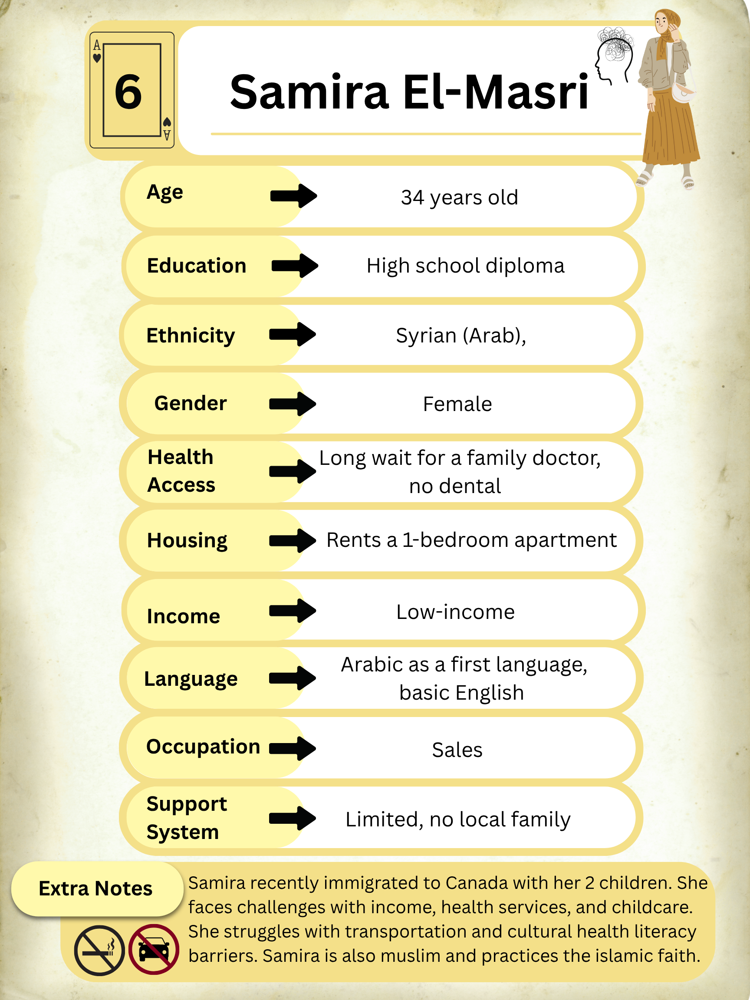 A
6
A
Samira El-Masri
Age
34 years old
Education
High school diploma
Ethnicity
Syrian (Arab),
Gender
Female
Health
Access
Long wait for a family doctor,
no dental
Housing
Rents a 1-bedroom apartment
Income
Low-income
Language
Arabic as a first language,
basic English
Occupation
Sales
Support
System
Limited, no local family
Extra Notes
Samira recently immigrated to Canada with her 2 children. She
faces challenges with income, health services, and childcare.
She struggles with transportation and cultural health literacy
barriers. Samira is also muslim and practices the islamic faith.